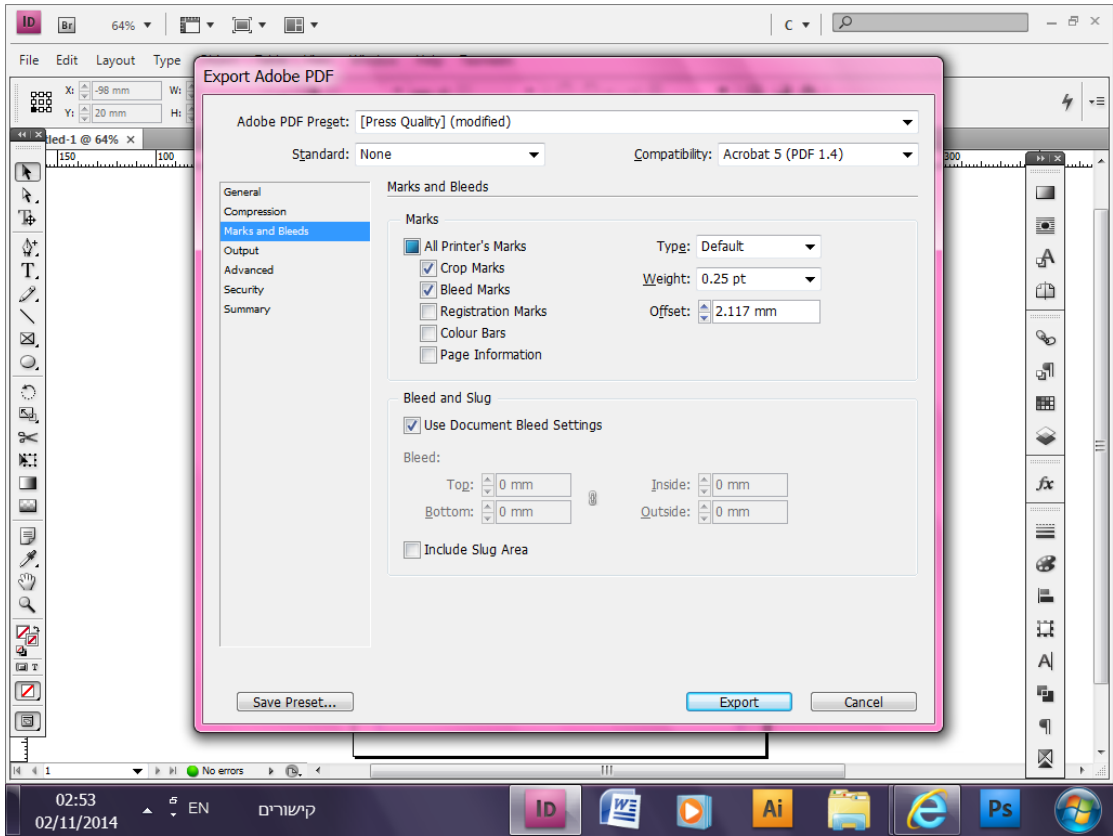 Id Br 64% C
File Edit Layout Type
X: -98 mm W:
Y: 20 mm H:
tled-1 @ 64% ×
150 100 300
Export Adobe PDF
Adobe PDF Preset: [Press Quality] (modified)
Standard: None Compatibility: Acrobat 5 (PDF 1.4)
General
Compression
Marks and Bleeds
Output
Advanced
Security
Summary
Marks and Bleeds
Marks
All Printer's Marks
Crop Marks
Bleed Marks
Registration Marks
Colour Bars
Page Information
Type: Default
Weight: 0.25 pt
Offset: 2.117 mm
Bleed and Slug
Use Document Bleed Settings
Bleed:
Top: 0 mm Inside: 0 mm
Bottom: 0 mm Outside: 0 mm
Include Slug Area
Save Preset... Export Cancel
1 No errors
02:53
02/11/2014
EN
קישורים
ID W Ai Ps